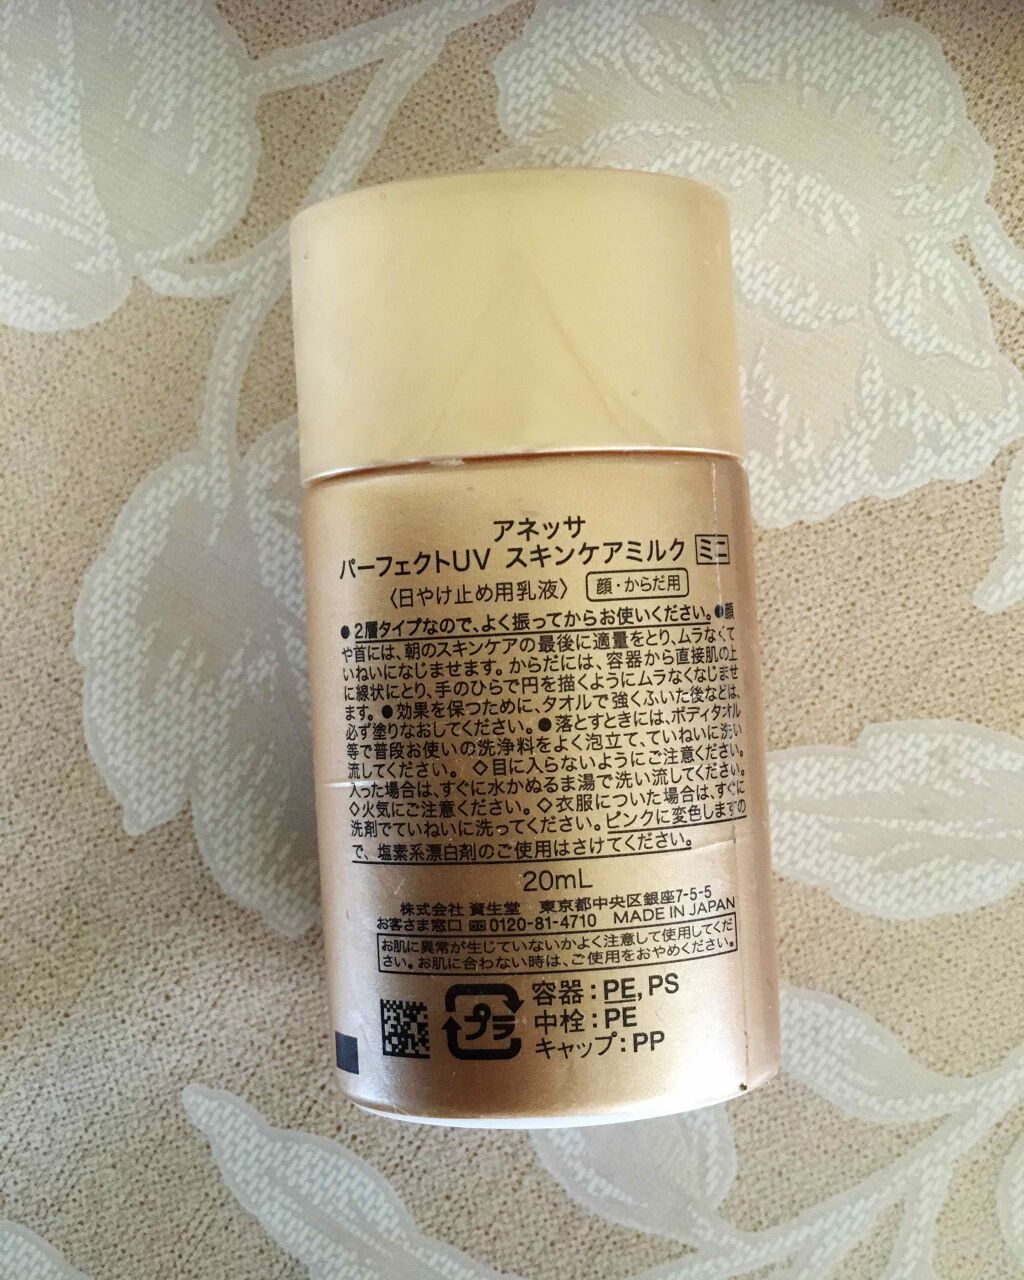 アネッサ
パーフェクトUV スキンケアミルク ミニ
〈日やけ止め用乳液〉 顔・からだ用
●2層タイプなので、よく振ってからお使いください。●顔
や首には、朝のスキンケアの最後に適量をとり、ムラなくて
いねいになじませます。からだには、容器から直接肌の上
に線状にとり、手のひらで円を描くようにムラなくなじませ
ます。●効果を保つために、タオルで強くふいた後などは、
必ず塗りなおしてください。●落とすときには、ボディタオル
等で普段お使いの洗浄料をよく泡立て、ていねいに洗い
流してください。 ◇目に入らないようにご注意ください。
入った場合は、すぐに水かぬるま湯で洗い流してください。
◇火気にご注意ください。◇衣服についた場合は、すぐに
洗剤でていねいに洗ってください。ピンクに変色しますの
で、塩素系漂白剤のご使用はさけてください。
20mL
株式会社 資生堂 東京都中央区銀座7-5-5
お客さま窓口 0120-81-4710 MADE IN JAPAN
お肌に異常が生じていないかよく注意して使用してくだ
さい。お肌に合わない時は、ご使用をおやめください。
プラ 容器:PE, PS
中栓:PE
キャップ:PP